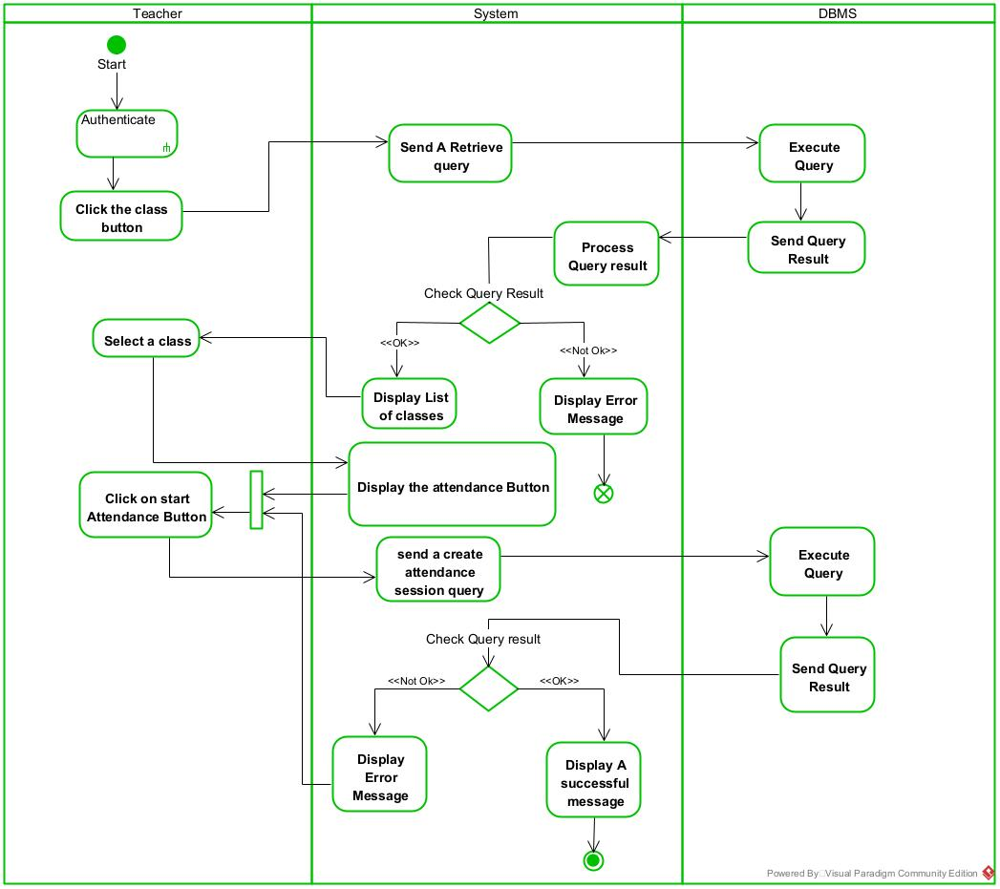 Teacher
System
DBMS
Start
Authenticate
Click the class
button
Send A Retrieve
query
Execute
Query
Send Query
Result
Process
Query result
Check Query Result
<<OK>>
<<Not Ok>>
Select a class
Display List
of classes
Display Error
Message
Display the attendance Button
Click on start
Attendance Button
send a create
attendance
session query
Execute
Query
Send Query
Result
Check Query result
<<Not Ok>>
<<OK>>
Display
Error
Message
Display A
successful
message
Powered By Visual Paradigm Community Edition